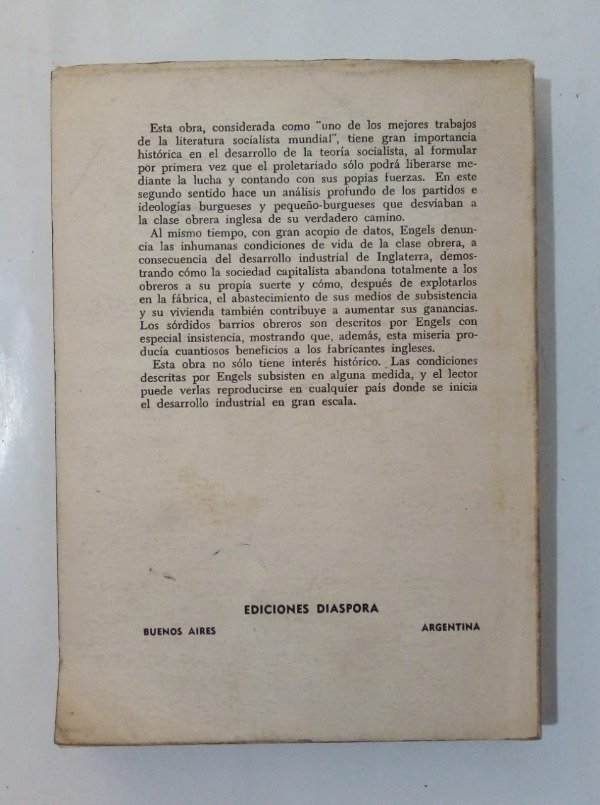 Esta obra, considerada como "uno de los mejores trabajos
de la literatura socialista mundial", tiene gran importancia
histórica en el desarrollo de la teoría socialista, al formular
por primera vez que el proletariado sólo podrá liberarse me-
diante la lucha y contando con sus popias fuerzas. En este
segundo sentido hace un análisis profundo de los partidos e
ideologías burgueses y pequeño-burgueses que desviaban a
la clase obrera inglesa de su verdadero camino.
Al mismo tiempo, con gran acopio de datos, Engels denun-
cia las inhumanas condiciones de vida de la clase obrera, a
consecuencia del desarrollo industrial de Inglaterra, demos-
trando cómo la sociedad capitalista abandona totalmente a los
obreros a su propia suerte y cómo, después de explotarlos
en la fábrica, el abastecimiento de sus medios de subsistencia
y su vivienda también contribuye a aumentar sus ganancias.
Los sórdidos barrios obreros son descritos por Engels con
especial insistencia, mostrando que, además, esta miseria pro-
ducía cuantiosos beneficios a los fabricantes ingleses.
Esta obra no sólo tiene interés histórico. Las condiciones
descritas por Engels subsisten en alguna medida, y el lector
puede verlas reproducirse en cualquier país donde se inicia
el desarrollo industrial en gran escala.
EDICIONES DIASPORA
BUENOS AIRES ARGENTINA